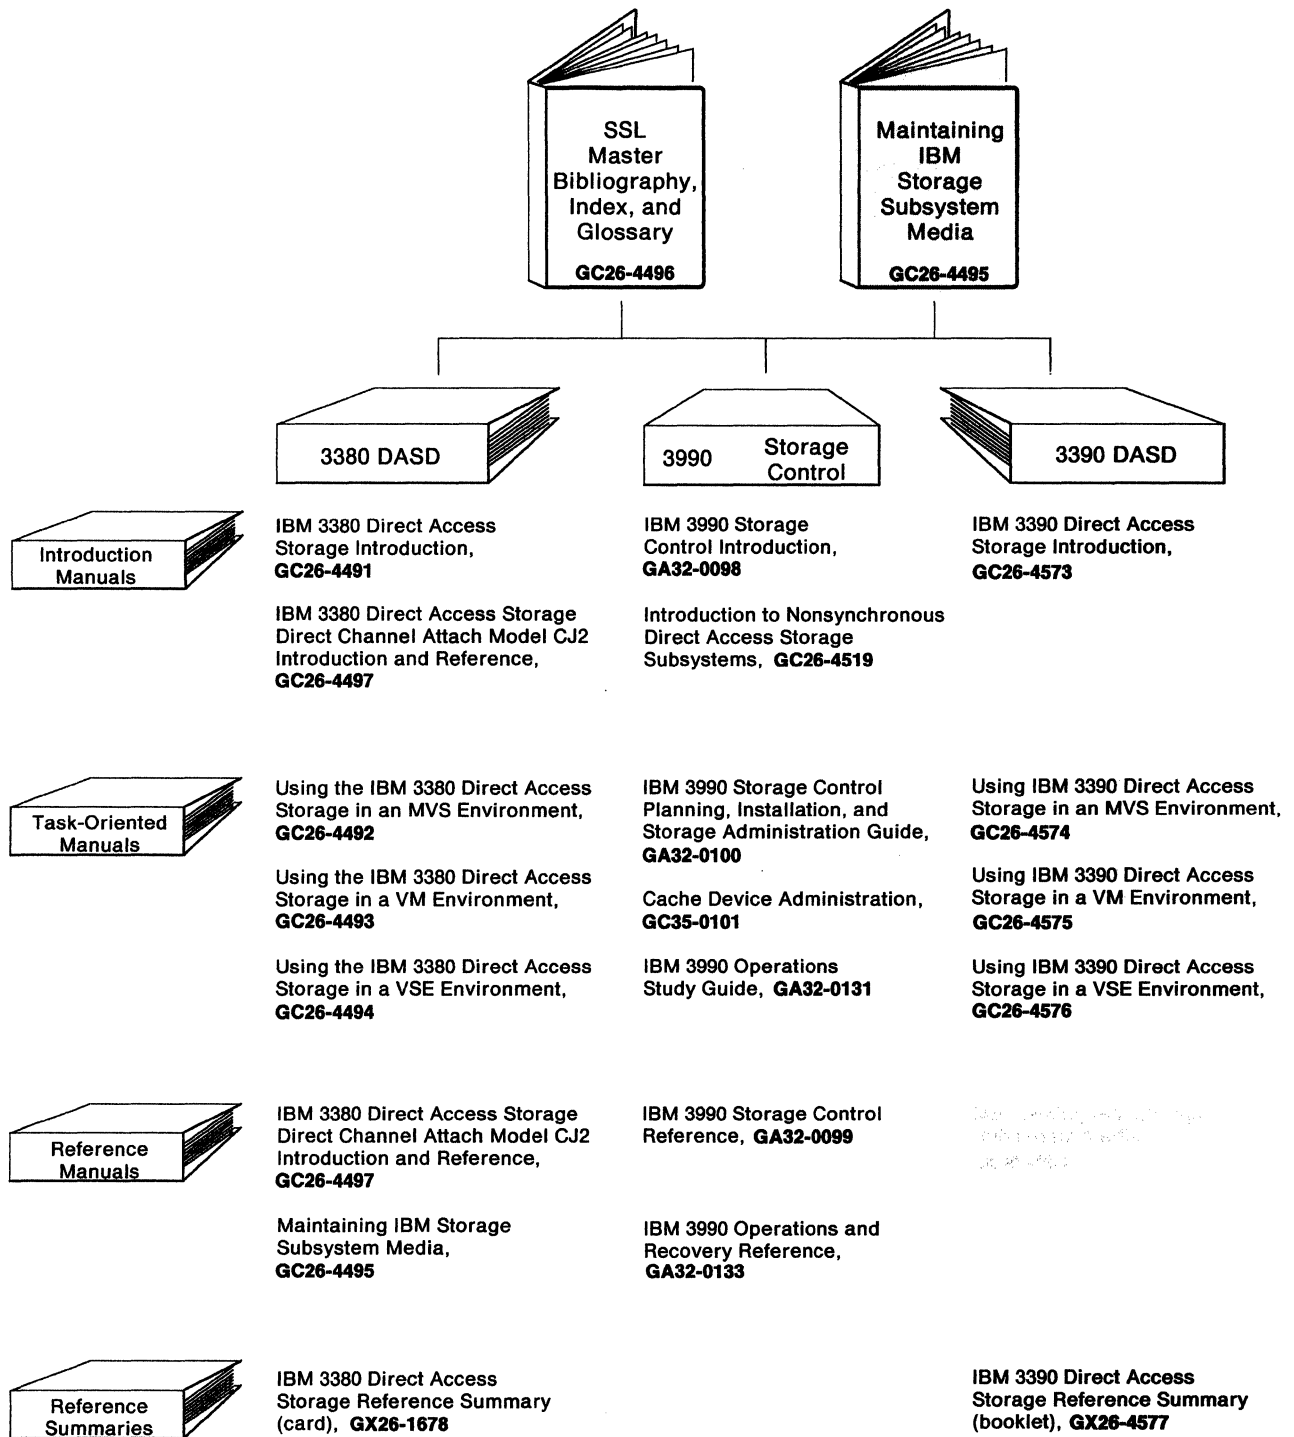 SSL
Master
Bibliography,
Index, and
Glossary
GC26-4496
Maintaining
IBM
Storage
Subsystem
Media
GC26-4495
3380 DASD
3990 Storage
Control
3390 DASD
Introduction
Manuals
IBM 3380 Direct Access
Storage Introduction,
GC26-4491
IBM 3380 Direct Access Storage
Direct Channel Attach Model CJ2
Introduction and Reference,
GC26-4497
IBM 3990 Storage
Control Introduction,
GA32-0098
Introduction to Nonsynchronous
Direct Access Storage
Subsystems, GC26-4519
IBM 3390 Direct Access
Storage Introduction,
GC26-4573
Task-Oriented
Manuals
Using the IBM 3380 Direct Access
Storage in an MVS Environment,
GC26-4492
Using the IBM 3380 Direct Access
Storage in a VM Environment,
GC26-4493
Using the IBM 3380 Direct Access
Storage in a VSE Environment,
GC26-4494
IBM 3990 Storage Control
Planning, Installation, and
Storage Administration Guide,
GA32-0100
Cache Device Administration,
GC35-0101
IBM 3990 Operations
Study Guide, GA32-0131
Using IBM 3390 Direct Access
Storage in an MVS Environment,
GC26-4574
Using IBM 3390 Direct Access
Storage in a VM Environment,
GC26-4575
Using IBM 3390 Direct Access
Storage in a VSE Environment,
GC26-4576
Reference
Manuals
IBM 3380 Direct Access Storage
Direct Channel Attach Model CJ2
Introduction and Reference,
GC26-4497
Maintaining IBM Storage
Subsystem Media,
GC26-4495
IBM 3990 Storage Control
Reference, GA32-0099
IBM 3990 Operations and
Recovery Reference,
GA32-0133
Reference
Summaries
IBM 3380 Direct Access
Storage Reference Summary
(card), GX26-1678
IBM 3390 Direct Access
Storage Reference Summary
(booklet), GX26-4577